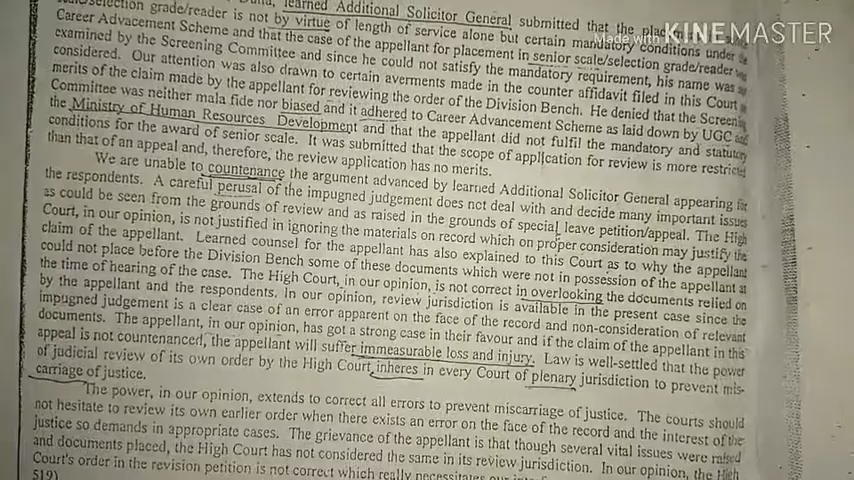 learned Additional Solicitor General submitted that the
scale/selection grade/reader is not by virtue of length of service alone but certain mandatory conditions under the
Career Advacement Scheme and that the case of the appellant for placement in senior scale/selection grade/reader was
examined by the Screening Committee and since he could not satisfy the mandatory requirement, his name was
considered. Our attention was also drawn to certain averments made in the counter affidavit filed in this Court
merits of the claim made by the appellant for reviewing the order of the Division Bench. He denied that the Screening
Committee was neither mala fide nor biased and it adhered to Career Advancement Scheme as laid down by UGC and
the Ministry of Human Resources Development and that the appellant did not fulfil the mandatory and statutory
conditions for the award of senior scale. It was submitted that the scope of application for review is more restricted
than that of an appeal and, therefore, the review application has no merits.
We are unable to countenance the argument advanced by learned Additional Solicitor General appearing for
the respondents. A careful perusal of the impugned judgement does not deal with and decide many important issues
as could be seen from the grounds of review and as raised in the grounds of special leave petition/appeal. The High
Court, in our opinion, is not justified in ignoring the materials on record which on proper consideration may justify the
claim of the appellant. Learned counsel for the appellant has also explained to this Court as to why the appellant
could not place before the Division Bench some of these documents which were not in possession of the appellant at
the time of hearing of the case. The High Court, in our opinion, is not correct in overlooking the documents relied on
by the appellant and the respondents. In our opinion, review jurisdiction is available in the present case since the
impugned judgement is a clear case of an error apparent on the face of the record and non-consideration of relevant
documents. The appellant, in our opinion, has got a strong case in their favour and if the claim of the appellant in this
appeal is not countenanced, the appellant will suffer immeasurable loss and injury. Law is well-settled that the power
of judicial review of its own order by the High Court inheres in every Court of plenary jurisdiction to prevent mis-
carriage of justice.
The power, in our opinion, extends to correct all errors to prevent miscarriage of justice. The courts should
not hesitate to review its own earlier order when there exists an error on the face of the record and the interest of the
justice so demands in appropriate cases. The grievance of the appellant is that though several vital issues were raised
and documents placed, the High Court has not considered the same in its review jurisdiction. In our opinion, the High
Court's order in the revision petition is not correct which really necessitates our
519)
Made with KINEMASTER